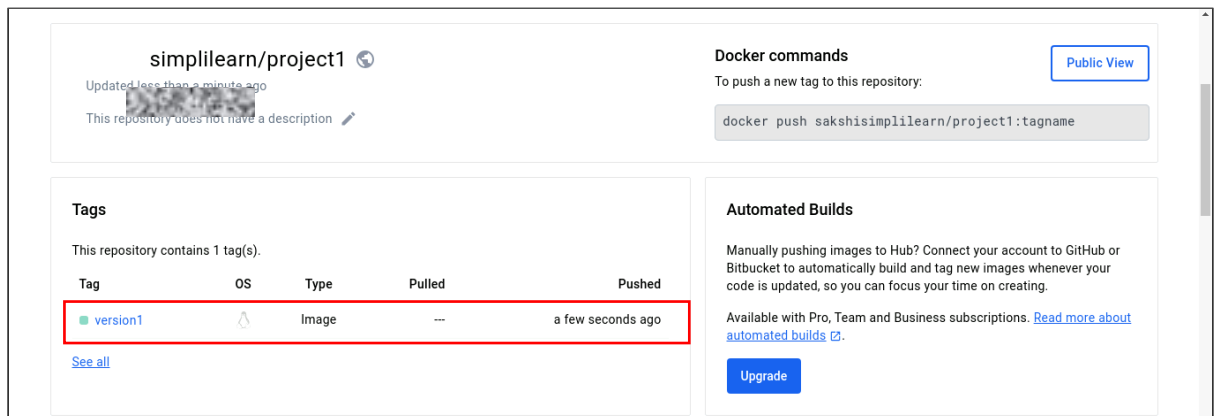 simplilearn/project1
Updated less than a minute ago
This repository does not have a description
Docker commands
To push a new tag to this repository:
Public View
docker push sakshisimplilearn/project1:tagname
Tags
This repository contains 1 tag(s).
Tag OS Type Pulled Pushed
version1 Image --- a few seconds ago
See all
Automated Builds
Manually pushing images to Hub? Connect your account to GitHub or
Bitbucket to automatically build and tag new images whenever your
code is updated, so you can focus your time on creating.
Available with Pro, Team and Business subscriptions. Read more about
automated builds.
Upgrade